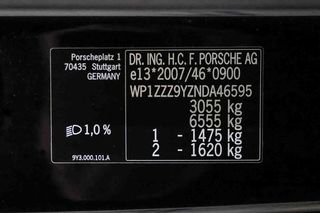 Porscheplatz 1
70435 Stuttgart
GERMANY
DR. ING. H.C. F. PORSCHE AG
e13*2007/46*0900
WP1ZZZ9YZNDA46595
3055 kg
6555 kg
1 - 1475 kg
2 - 1620 kg
1,0%
9Y3.000.101.A